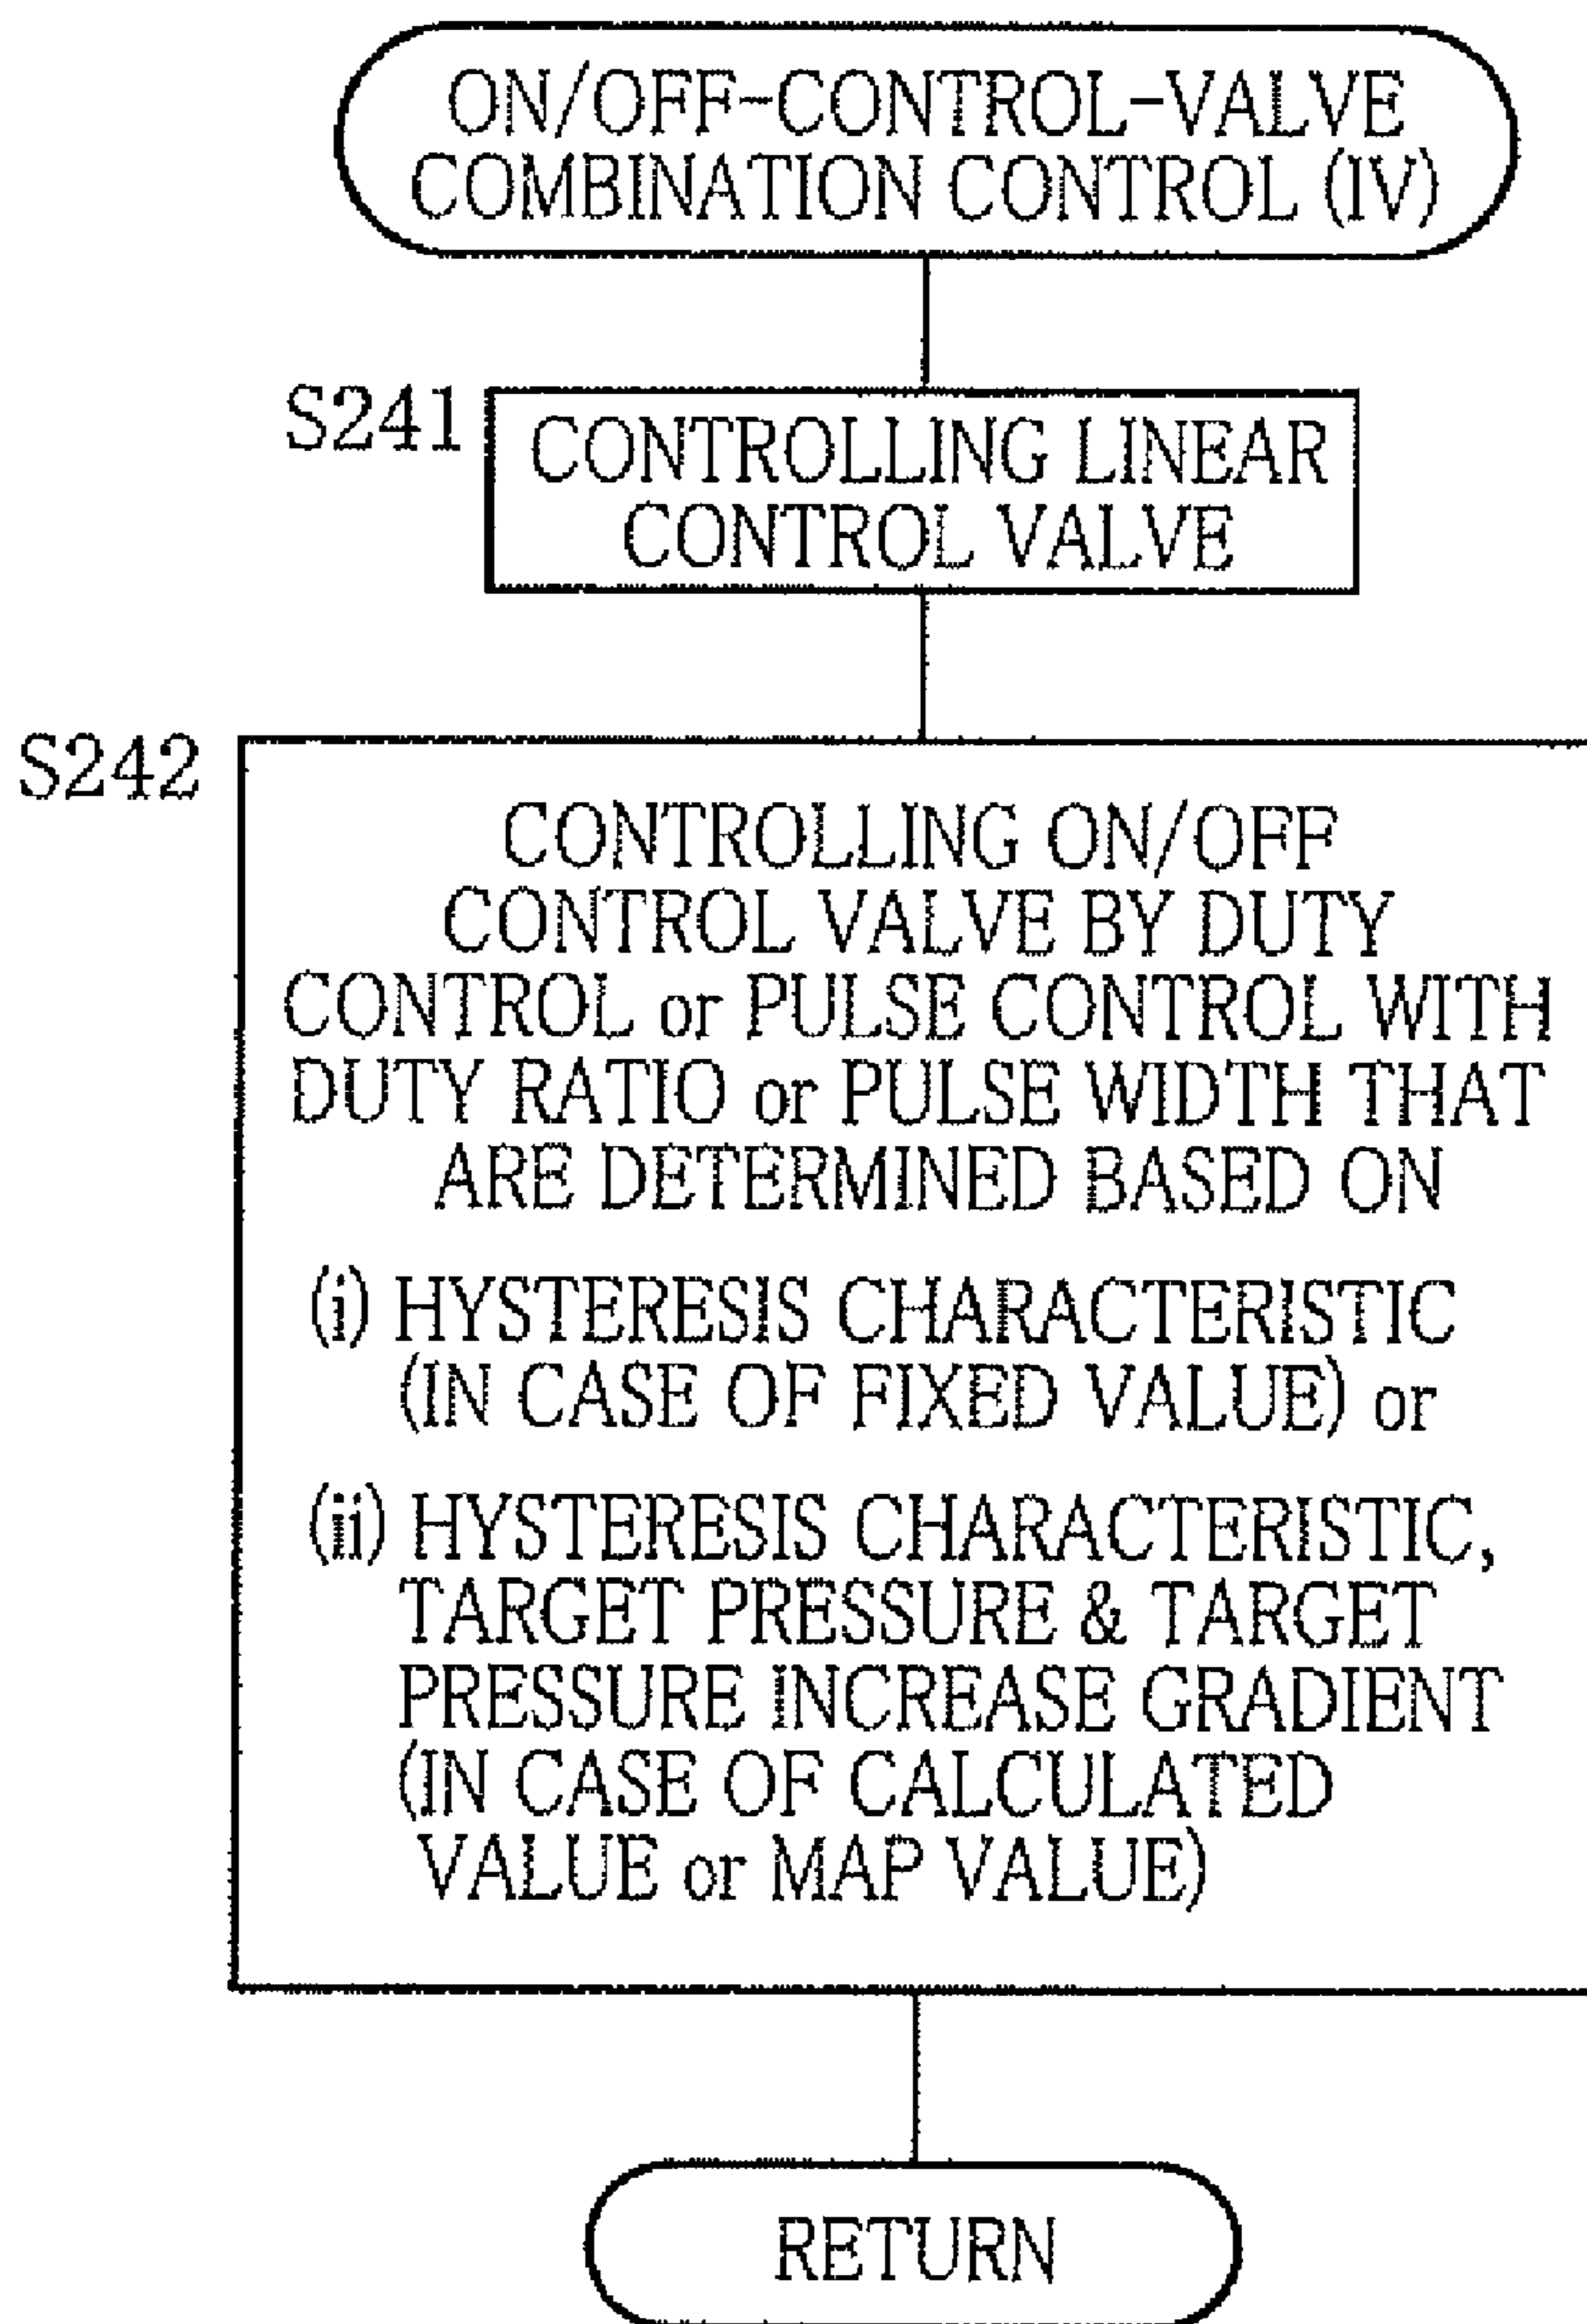 ON/OFF-CONTROL-VALVE
COMBINATION CONTROL (IV)
S241
CONTROLLING LINEAR
CONTROL VALVE
S242
CONTROLLING ON/OFF
CONTROL VALVE BY DUTY
CONTROL or PULSE CONTROL WITH
DUTY RATIO or PULSE WIDTH THAT
ARE DETERMINED BASED ON
(i) HYSTERESIS CHARACTERISTIC
(IN CASE OF FIXED VALUE) or
(ii) HYSTERESIS CHARACTERISTIC,
TARGET PRESSURE & TARGET
PRESSURE INCREASE GRADIENT
(IN CASE OF CALCULATED
VALUE or MAP VALUE)
RETURN